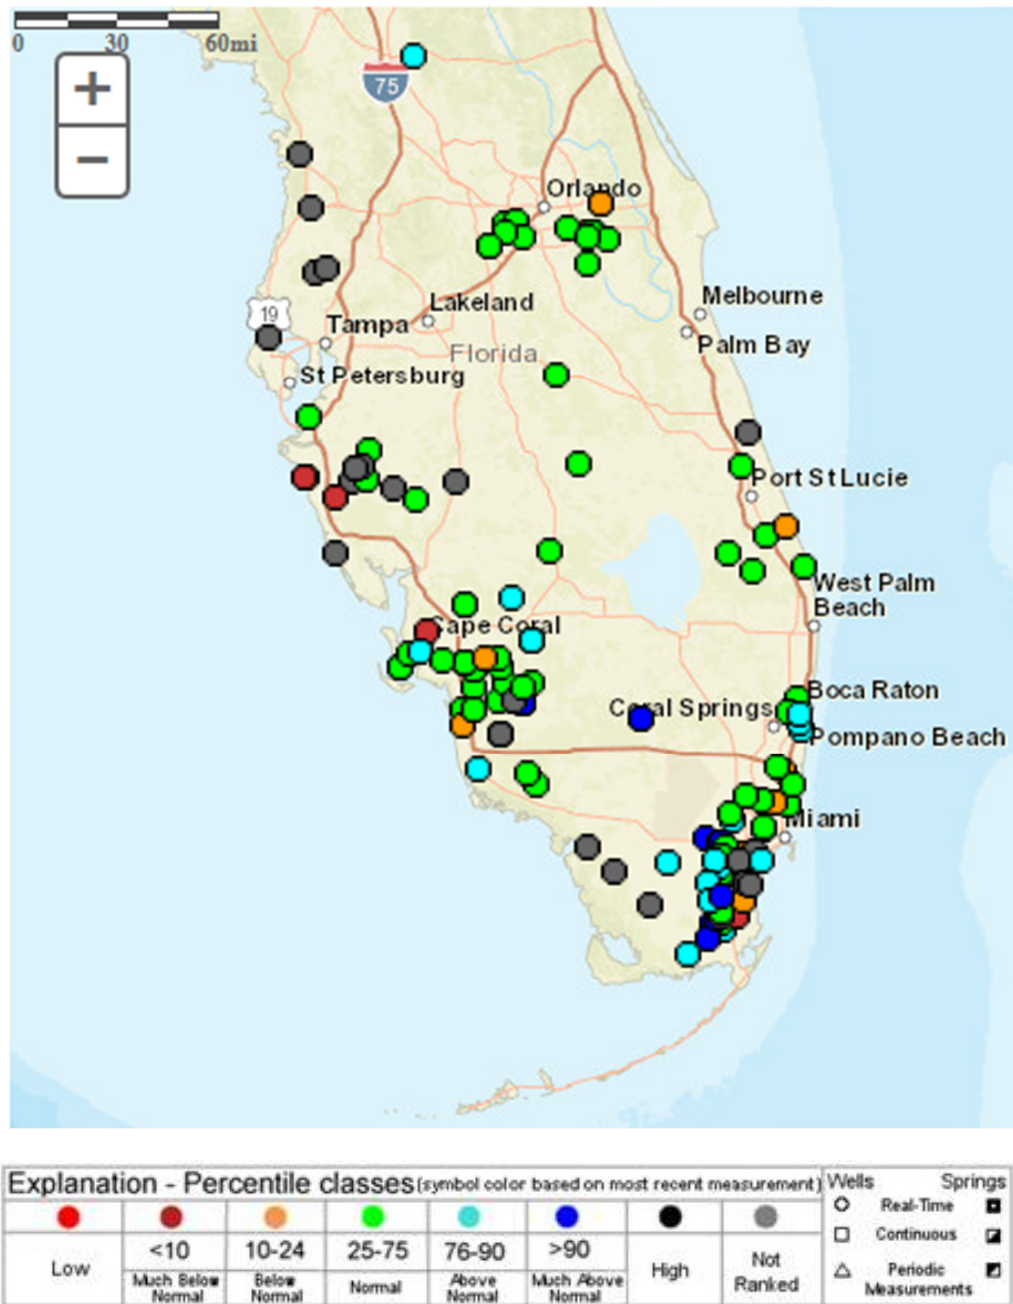 0 30 60mi
+
75
−
Orlando
Melbourne
Lakeland
19
Tampa
Palm Bay
Florida
St Petersburg
Port St Lucie
West Palm
Beach
Cape Coral
Boca Raton
Coral Springs
Pompano Beach
Miami
Explanation - Percentile classes (symbol color based on most recent measurement)
Low
<10
Much Below
Normal
10-24
Below
Normal
25-75
Normal
76-90
Above
Normal
>90
Much Above
Normal
High
Not
Ranked
Wells Springs
Real-Time
Continuous
Periodic
Measurements